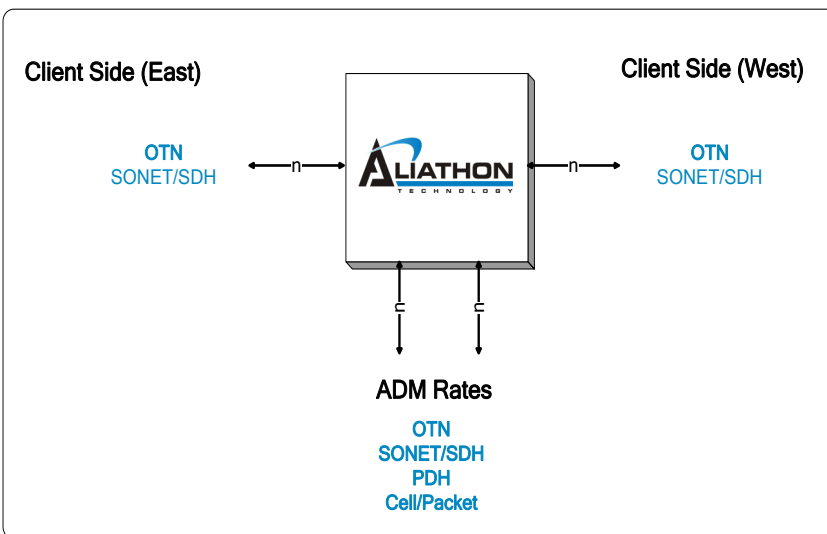 Client Side (East)
Client Side (West)
OTN
SONET/SDH
n
ALIATHON
TECHNOLOGY
n
OTN
SONET/SDH
n
n
ADM Rates
OTN
SONET/SDH
PDH
Cell/Packet